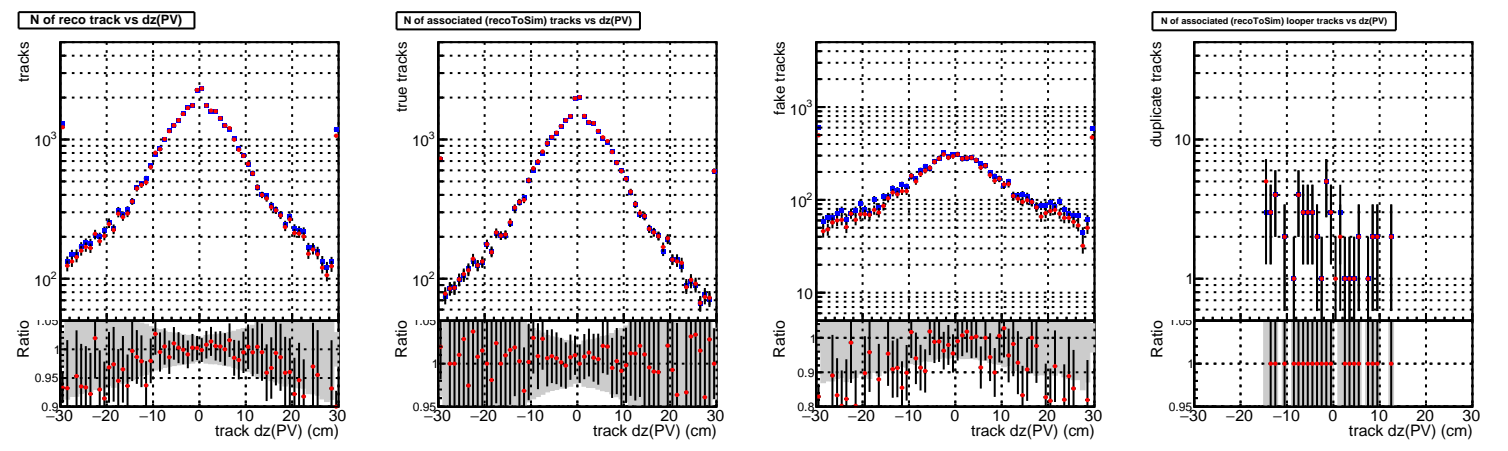 N of reco track vs dz(PV)
tracks
10³
10²
Ratio
1.05
1
0.95
0.9
−30 −20 −10 0 10 20 30
track dz(PV) (cm)
N of associated (recoToSim) tracks vs dz(PV)
true tracks
10³
10²
Ratio
1.05
1
0.95
−30 −20 −10 0 10 20 30
track dz(PV) (cm)
fake tracks
10³
10²
10
Ratio
1
0.9
0.8
−30 −20 −10 0 10 20 30
track dz(PV) (cm)
N of associated (recoToSim) looper tracks vs dz(PV)
duplicate tracks
10
1
Ratio
1.05
1
0.95
−30 −20 −10 0 10 20 30
track dz(PV) (cm)